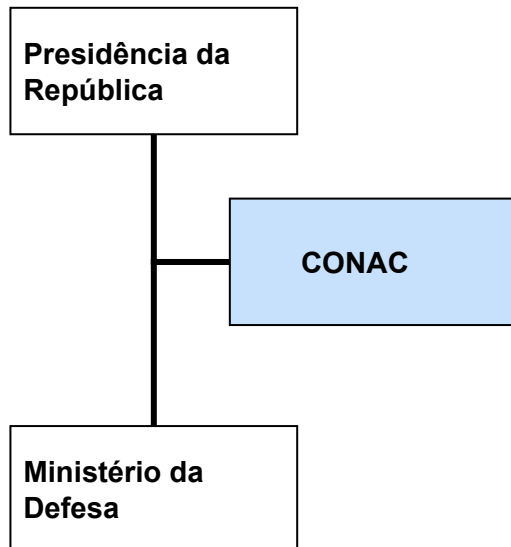 Presidência da
República
CONAC
Ministério da
Defesa